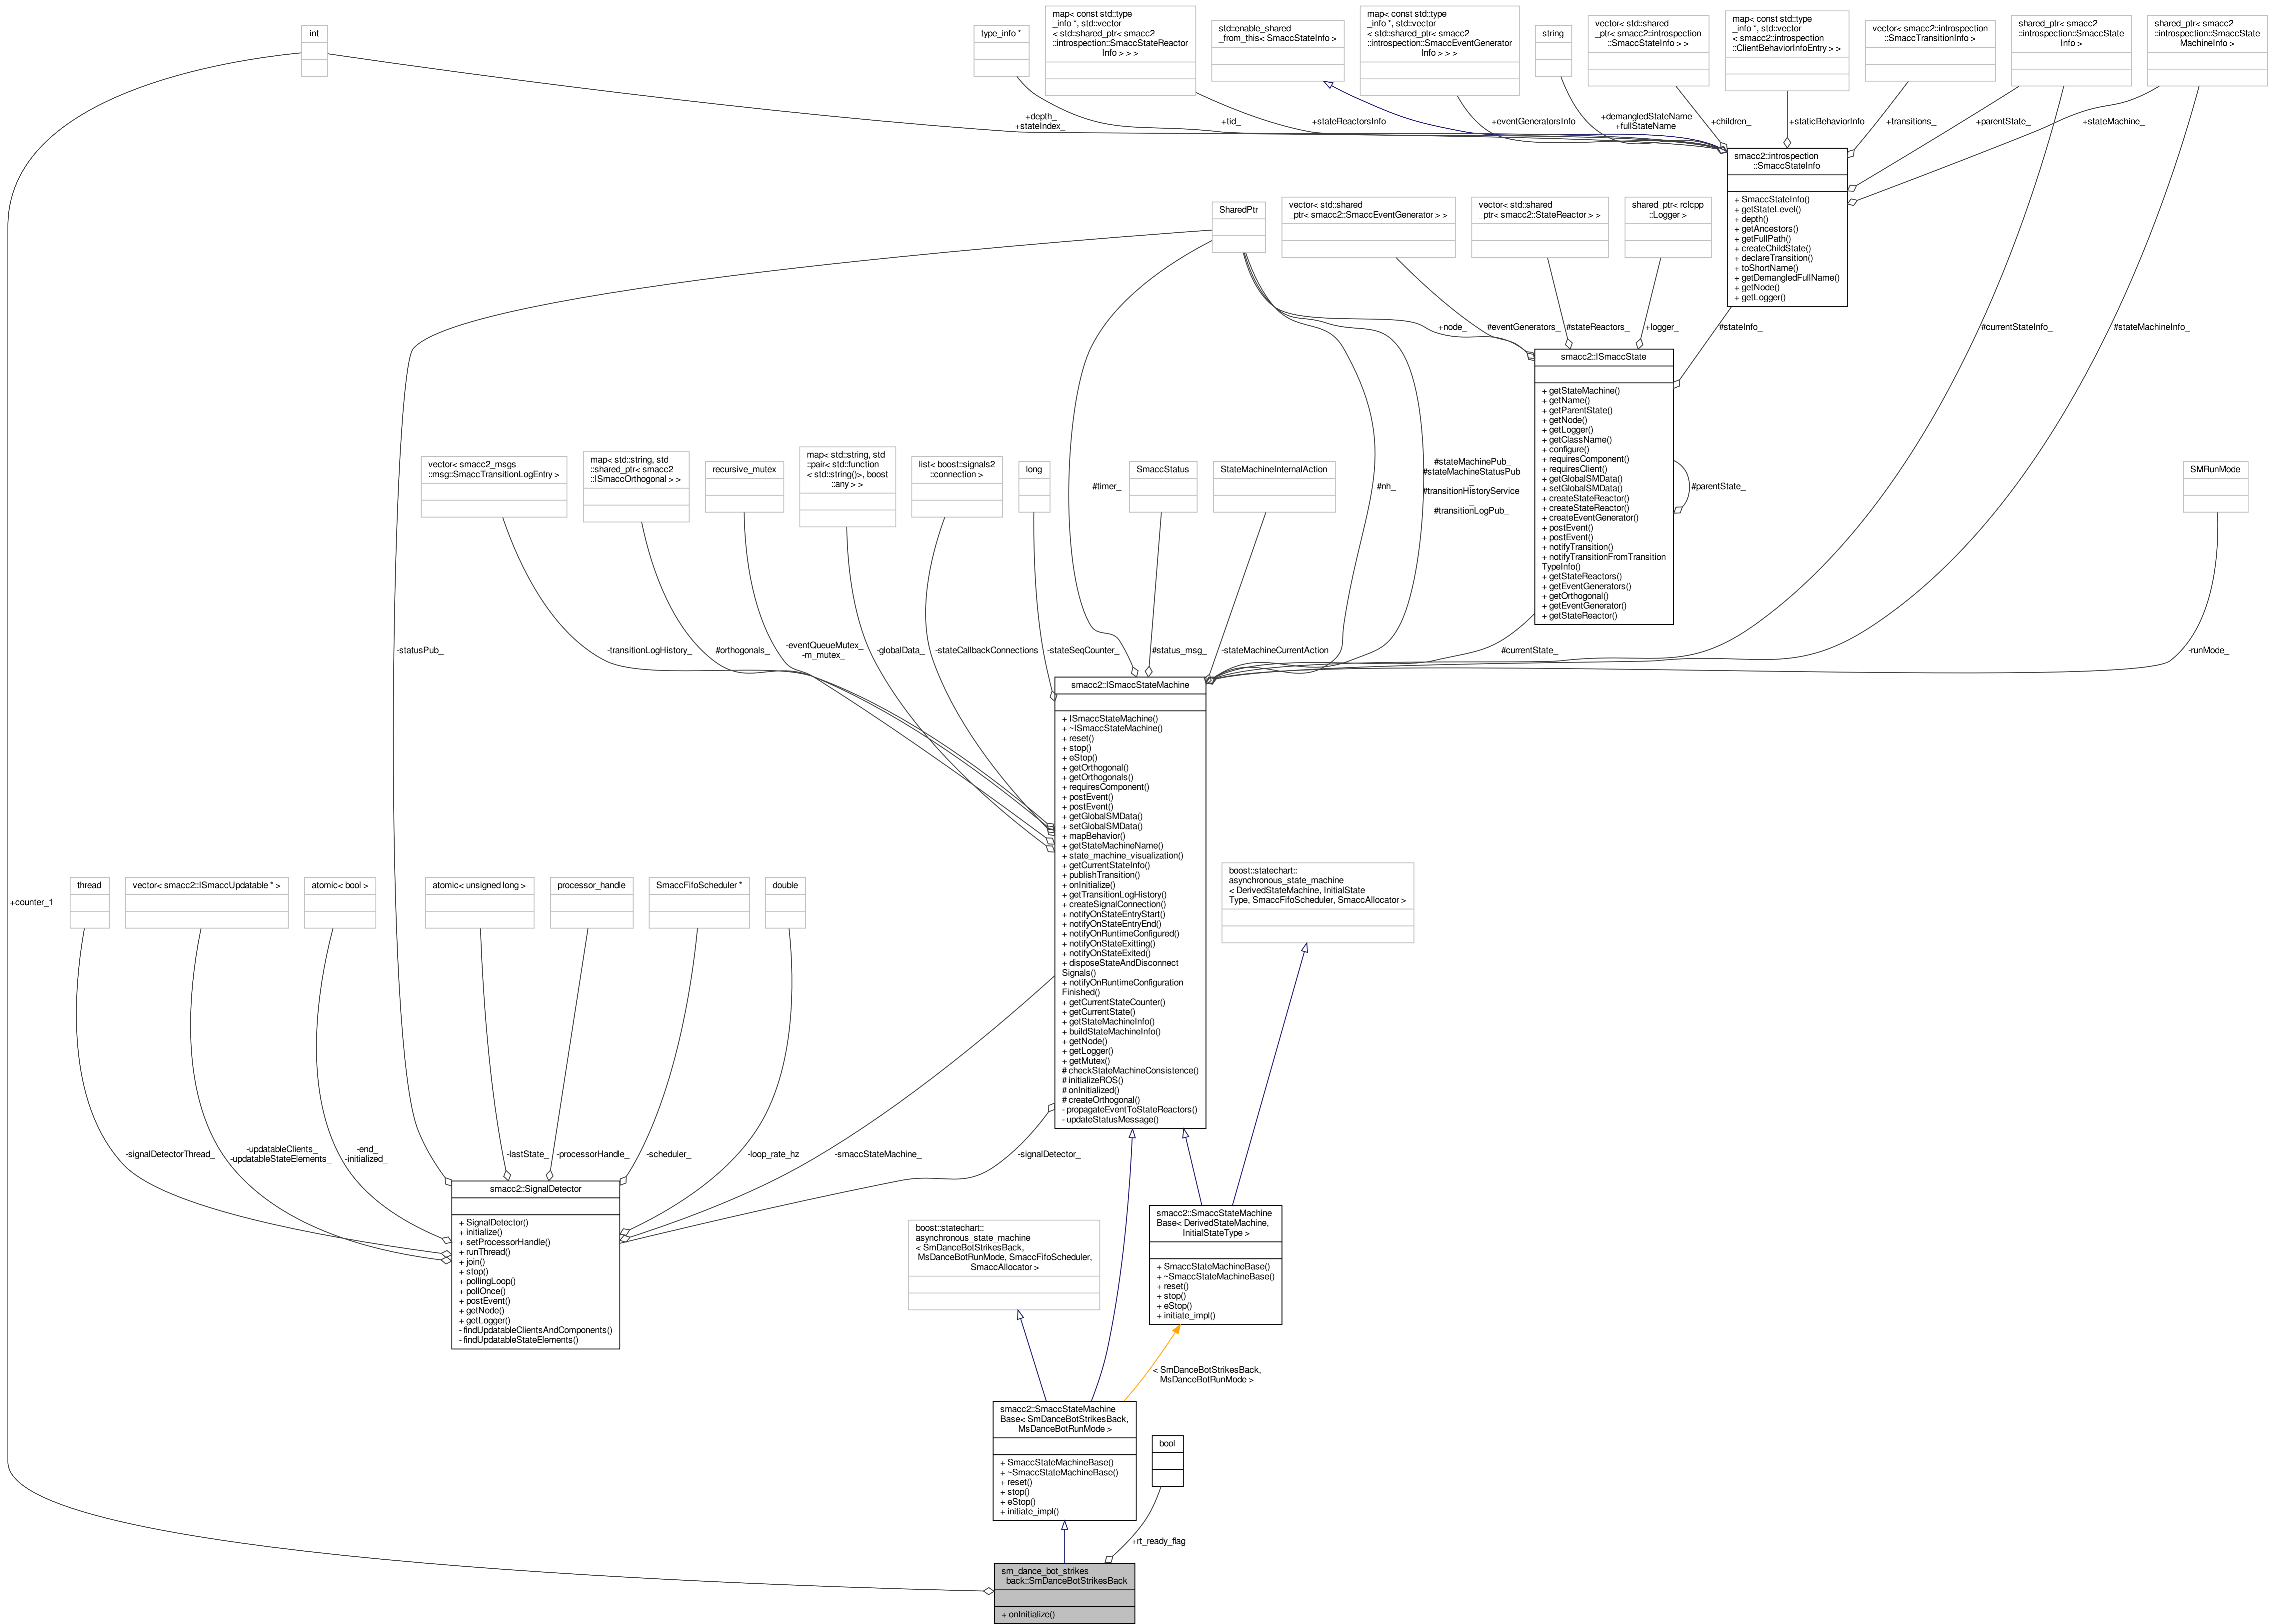 int
type_info *
map< const std::type
_info *, std::vector
< std::shared_ptr< smacc2
::introspection::SmaccStateReactor
Info > > >
std::enable_shared
_from_this< SmaccStateInfo >
map< const std::type
_info *, std::vector
< std::shared_ptr< smacc2
::introspection::SmaccEventGenerator
Info > > >
string
vector< std::shared
_ptr< smacc2::introspection
::SmaccStateInfo > >
map< const std::type
_info *, std::vector
< smacc2::introspection
::ClientBehaviorInfoEntry > >
vector< smacc2::introspection
::SmaccTransitionInfo >
shared_ptr< smacc2
::introspection::SmaccState
Info >
shared_ptr< smacc2
::introspection::SmaccState
MachineInfo >
+depth_
+stateIndex_
+tid_
+stateReactorsInfo
+eventGeneratorsInfo
+demangledStateName
+fullStateName
+children_
+staticBehaviorInfo
+transitions_
+parentState_
+stateMachine_
smacc2::introspection
::SmaccStateInfo
+ SmaccStateInfo()
+ getStateLevel()
+ depth()
+ getAncestors()
+ getFullPath()
+ createChildState()
+ declareTransition()
+ toShortName()
+ getDemangledFullName()
+ getNode()
+ getLogger()
SharedPtr
vector< std::shared
_ptr< smacc2::SmaccEventGenerator > >
vector< std::shared
_ptr< smacc2::StateReactor > >
shared_ptr< rclcpp
::Logger >
+node_
#eventGenerators_
#stateReactors_
+logger_
#stateInfo_
#currentStateInfo_
#stateMachineInfo_
smacc2::ISmaccState
+ getStateMachine()
+ getName()
+ getParentState()
+ getNode()
+ getLogger()
+ getClassName()
+ configure()
+ requiresComponent()
+ requiresClient()
+ getGlobalSMData()
+ setGlobalSMData()
+ createStateReactor()
+ createStateReactor()
+ createEventGenerator()
+ postEvent()
+ postEvent()
+ notifyTransition()
+ notifyTransitionFromTransition
TypeInfo()
+ getStateReactors()
+ getEventGenerators()
+ getOrthogonal()
+ getEventGenerator()
+ getStateReactor()
#parentState_
vector< smacc2_msgs
::msg::SmaccTransitionLogEntry >
map< std::string, std
::shared_ptr< smacc2
::ISmaccOrthogonal > >
recursive_mutex
map< std::string, std
::pair< std::function
< std::string()>, boost
::any > >
list< boost::signals2
::connection >
long
#timer_
SmaccStatus
StateMachineInternalAction
#nh_
#stateMachinePub_
#stateMachineStatusPub
_
#transitionHistoryService
_
#transitionLogPub_
SMRunMode
-statusPub_
-transitionLogHistory_
#orthogonals_
-eventQueueMutex_
-m_mutex_
-globalData_
-stateCallbackConnections
-stateSeqCounter_
#status_msg_
-stateMachineCurrentAction
#currentState_
-runMode_
smacc2::ISmaccStateMachine
+ ISmaccStateMachine()
+ ~ISmaccStateMachine()
+ reset()
+ stop()
+ eStop()
+ getOrthogonal()
+ getOrthogonals()
+ requiresComponent()
+ postEvent()
+ postEvent()
+ getGlobalSMData()
+ setGlobalSMData()
+ mapBehavior()
+ getStateMachineName()
+ state_machine_visualization()
+ getCurrentStateInfo()
+ publishTransition()
+ onInitialize()
+ getTransitionLogHistory()
+ createSignalConnection()
+ notifyOnStateEntryStart()
+ notifyOnStateEntryEnd()
+ notifyOnRuntimeConfigured()
+ notifyOnStateExitting()
+ notifyOnStateExited()
+ disposeStateAndDisconnect
Signals()
+ notifyOnRuntimeConfiguration
Finished()
+ getCurrentStateCounter()
+ getCurrentState()
+ getStateMachineInfo()
+ buildStateMachineInfo()
+ getNode()
+ getLogger()
+ getMutex()
# checkStateMachineConsistence()
# initializeROS()
# onInitialized()
# createOrthogonal()
- propagateEventToStateReactors()
- updateStatusMessage()
+counter_1
thread
vector< smacc2::ISmaccUpdatable * >
atomic< bool >
atomic< unsigned long >
processor_handle
SmaccFifoScheduler *
double
boost::statechart::
asynchronous_state_machine
< DerivedStateMachine, InitialState
Type, SmaccFifoScheduler, SmaccAllocator >
-signalDetectorThread_
-updatableClients_
-updatableStateElements_
-end_
-initialized_
-lastState_
-processorHandle_
-scheduler_
-loop_rate_hz
-smaccStateMachine_
-signalDetector_
smacc2::SignalDetector
+ SignalDetector()
+ initialize()
+ setProcessorHandle()
+ runThread()
+ join()
+ stop()
+ pollingLoop()
+ pollOnce()
+ postEvent()
+ getNode()
+ getLogger()
- findUpdatableClientsAndComponents()
- findUpdatableStateElements()
boost::statechart::
asynchronous_state_machine
< SmDanceBotStrikesBack,
MsDanceBotRunMode, SmaccFifoScheduler,
SmaccAllocator >
smacc2::SmaccStateMachine
Base< DerivedStateMachine,
InitialStateType >
+ SmaccStateMachineBase()
+ ~SmaccStateMachineBase()
+ reset()
+ stop()
+ eStop()
+ initiate_impl()
< SmDanceBotStrikesBack,
MsDanceBotRunMode >
smacc2::SmaccStateMachine
Base< SmDanceBotStrikesBack,
MsDanceBotRunMode >
+ SmaccStateMachineBase()
+ ~SmaccStateMachineBase()
+ reset()
+ stop()
+ eStop()
+ initiate_impl()
bool
+rt_ready_flag
sm_dance_bot_strikes
_back::SmDanceBotStrikesBack
+ onInitialize()